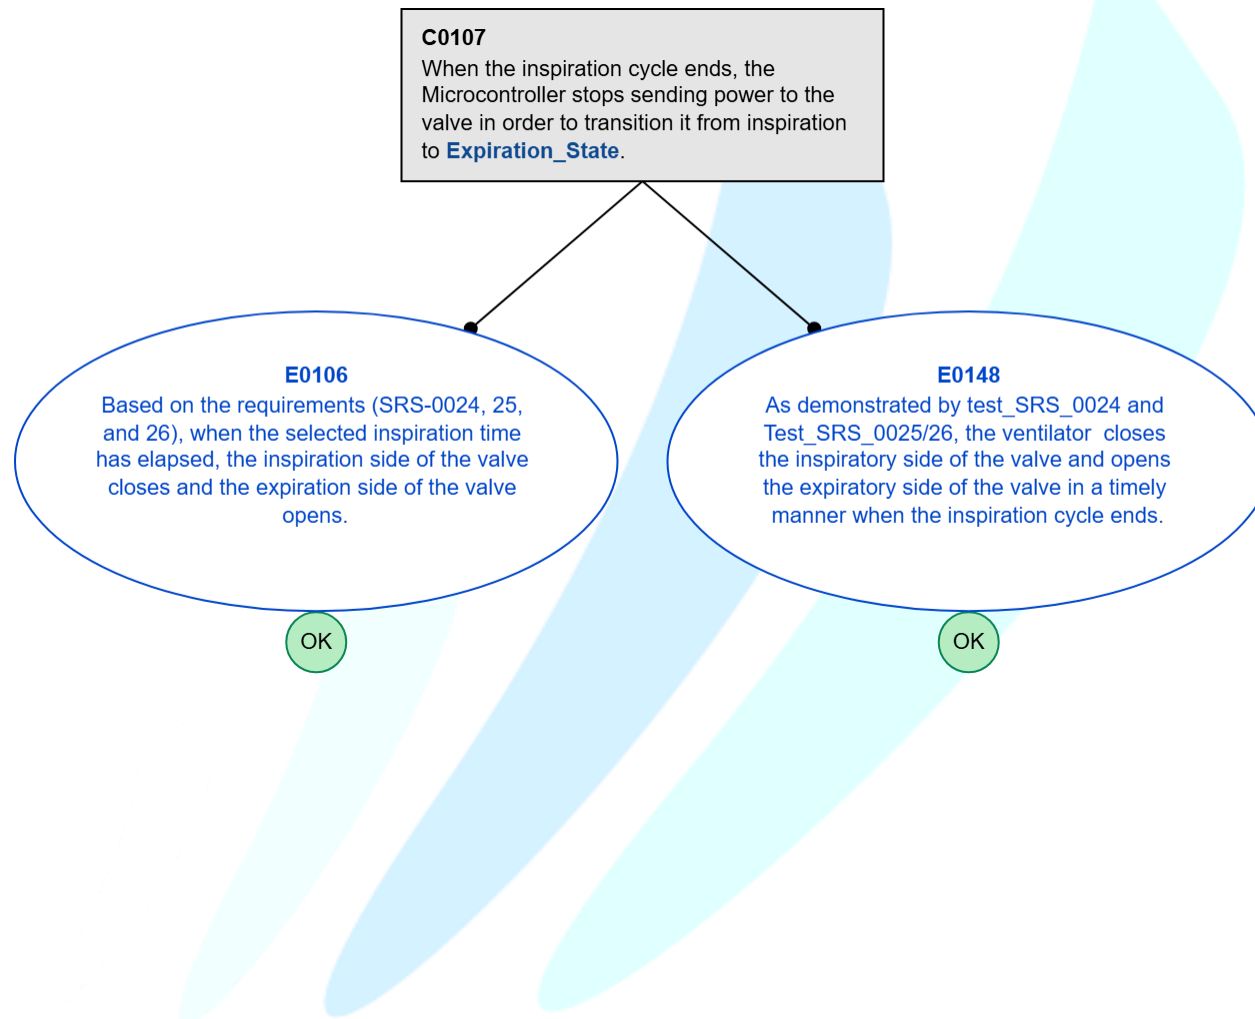 C0107
When the inspiration cycle ends, the
Microcontroller stops sending power to the
valve in order to transition it from inspiration
to Expiration_State.
E0106
Based on the requirements (SRS-0024, 25,
and 26), when the selected inspiration time
has elapsed, the inspiration side of the valve
closes and the expiration side of the valve
opens.
OK
E0148
As demonstrated by test_SRS_0024 and
Test_SRS_0025/26, the ventilator  closes
the inspiratory side of the valve and opens
the expiratory side of the valve in a timely
manner when the inspiration cycle ends.
OK